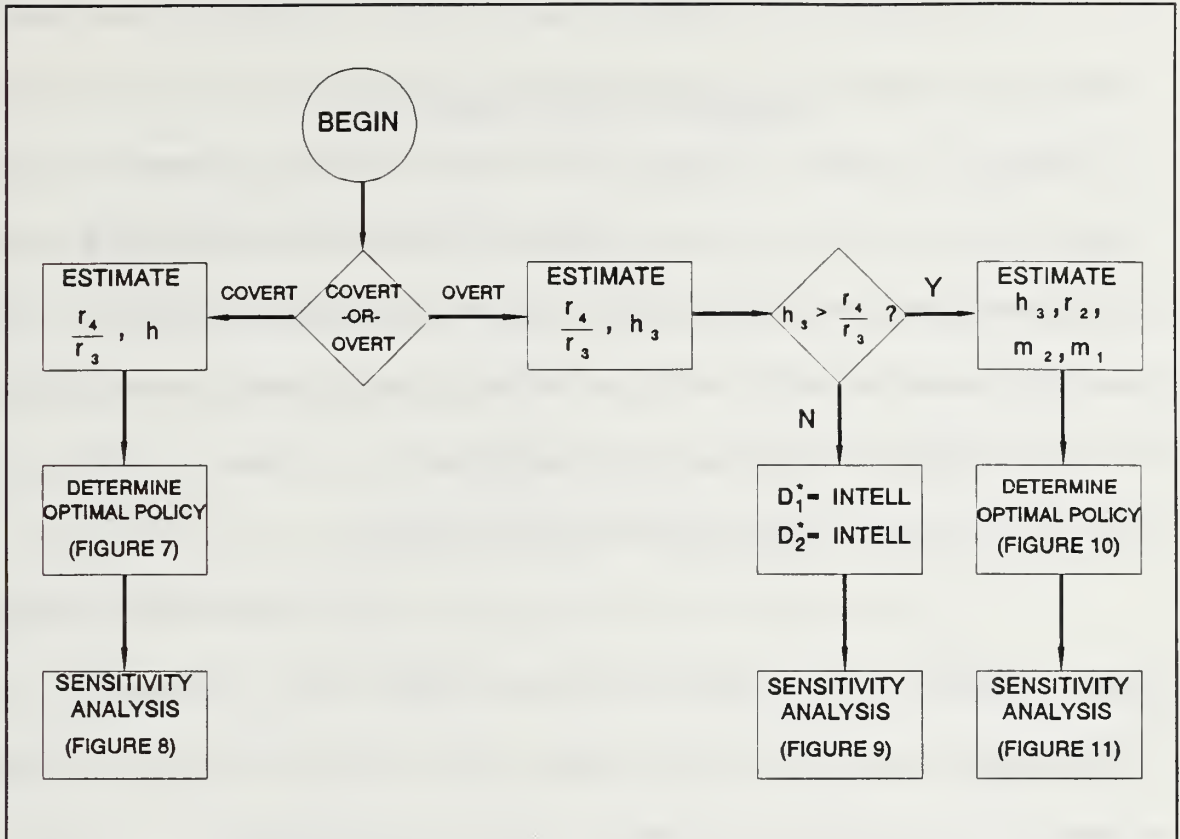 BEGIN
COVERT
-OR-
OVERT
COVERT
OVERT
ESTIMATE
r₄/r₃ , h
DETERMINE
OPTIMAL POLICY
(FIGURE 7)
SENSITIVITY
ANALYSIS
(FIGURE 8)
ESTIMATE
r₄/r₃ , h₃
h₃ > r₄/r₃ ?
Y
N
D₁*= INTELL
D₂*= INTELL
SENSITIVITY
ANALYSIS
(FIGURE 9)
ESTIMATE
h₃,r₂,
m₂,m₁
DETERMINE
OPTIMAL POLICY
(FIGURE 10)
SENSITIVITY
ANALYSIS
(FIGURE 11)